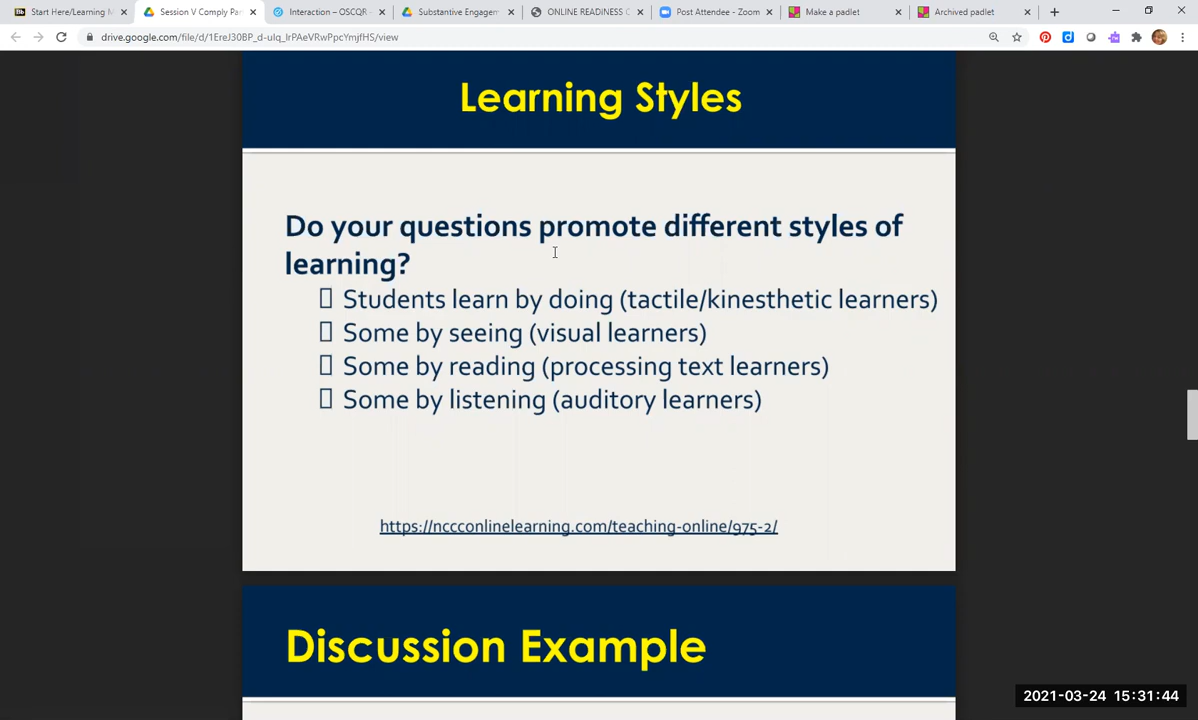 Start Here/Learning M
Session V Comply Par
Interaction – OSCQR -
Substantive Engagem
ONLINE READINESS C
Post Attendee - Zoom
Make a padlet
Archived padlet
drive.google.com/file/d/1EreJ30BP_d-uIq_IrPAeVRwPpcYmjfHS/view
Learning Styles
Do your questions promote different styles of
learning?
Students learn by doing (tactile/kinesthetic learners)
Some by seeing (visual learners)
Some by reading (processing text learners)
Some by listening (auditory learners)
https://nccconlinelearning.com/teaching-online/975-2/
Discussion Example
2021-03-24 15:31:44